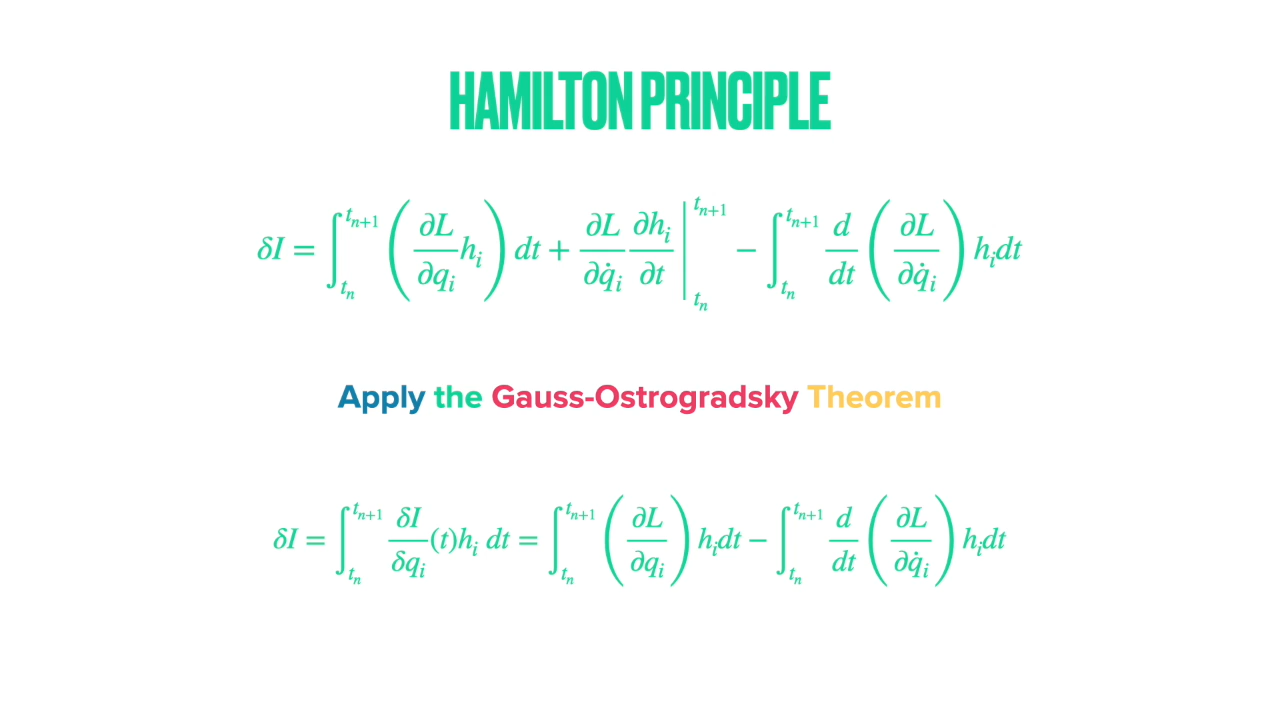 HAMILTON PRINCIPLE
δI = ∫_{t_n}^{t_{n+1}} (∂L/∂q_i h_i) dt + ∂L/∂q̇_i ∂h_i/∂t |_{t_n}^{t_{n+1}} − ∫_{t_n}^{t_{n+1}} d/dt (∂L/∂q̇_i) h_i dt
Apply the Gauss-Ostrogradsky Theorem
δI = ∫_{t_n}^{t_{n+1}} δI/δq_i (t)h_i dt = ∫_{t_n}^{t_{n+1}} (∂L/∂q_i) h_i dt − ∫_{t_n}^{t_{n+1}} d/dt (∂L/∂q̇_i) h_i dt